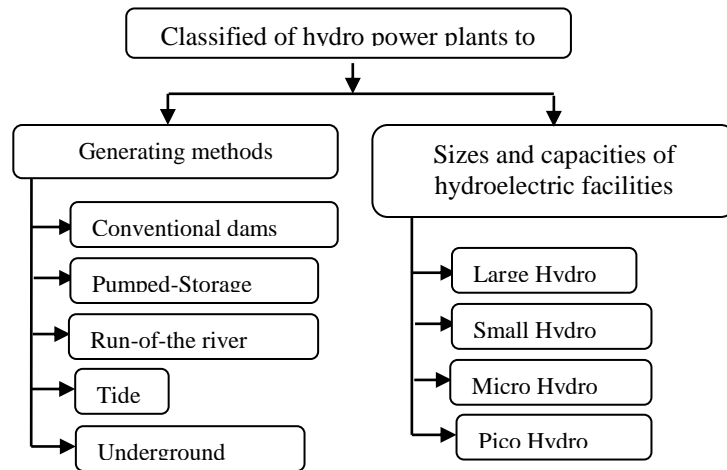 Classified of hydro power plants to
Generating methods
Conventional dams
Pumped-Storage
Run-of-the river
Tide
Underground
Sizes and capacities of
hydroelectric facilities
Large Hydro
Small Hydro
Micro Hydro
Pico Hydro